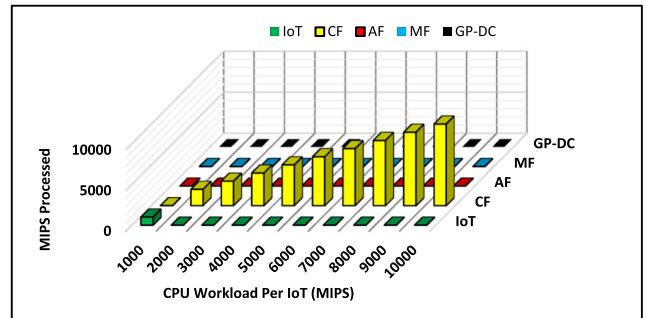 IoT CF AF MF GP-DC
10000
5000
0
MIPS Processed
GP-DC
MF
AF
CF
IoT
1000
2000
3000
4000
5000
6000
7000
8000
9000
10000
CPU Workload Per IoT (MIPS)